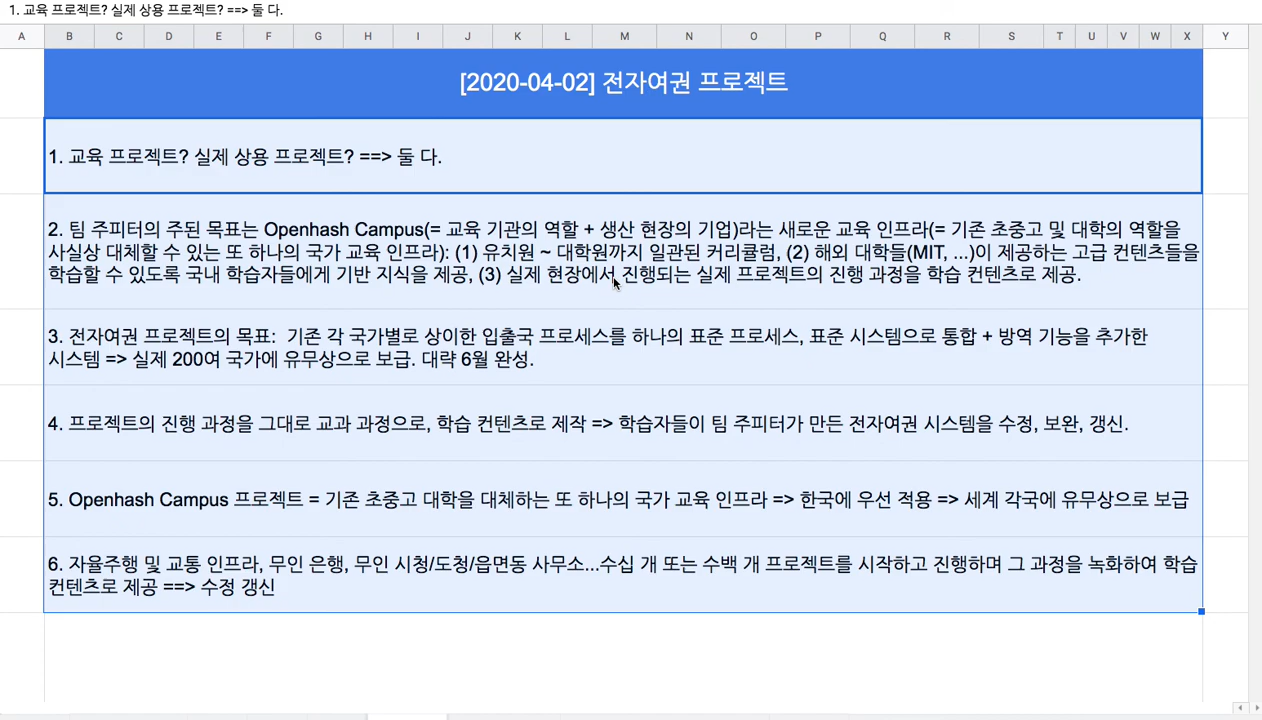 1. 교육 프로젝트? 실제 상용 프로젝트? ==> 둘 다.
A B C D E F G H I J K L M N O P Q R S T U V W X Y
[2020-04-02] 전자여권 프로젝트
1. 교육 프로젝트? 실제 상용 프로젝트? ==> 둘 다.
2. 팀 주피터의 주된 목표는 Openhash Campus(= 교육 기관의 역할 + 생산 현장의 기업)라는 새로운 교육 인프라(= 기존 초중고 및 대학의 역할을
사실상 대체할 수 있는 또 하나의 국가 교육 인프라): (1) 유치원 ~ 대학원까지 일관된 커리큘럼, (2) 해외 대학들(MIT, ...)이 제공하는 고급 컨텐츠들을
학습할 수 있도록 국내 학습자들에게 기반 지식을 제공, (3) 실제 현장에서 진행되는 실제 프로젝트의 진행 과정을 학습 컨텐츠로 제공.
3. 전자여권 프로젝트의 목표: 기존 각 국가별로 상이한 입출국 프로세스를 하나의 표준 프로세스, 표준 시스템으로 통합 + 방역 기능을 추가한
시스템 => 실제 200여 국가에 유무상으로 보급. 대략 6월 완성.
4. 프로젝트의 진행 과정을 그대로 교과 과정으로, 학습 컨텐츠로 제작 => 학습자들이 팀 주피터가 만든 전자여권 시스템을 수정, 보완, 갱신.
5. Openhash Campus 프로젝트 = 기존 초중고 대학을 대체하는 또 하나의 국가 교육 인프라 => 한국에 우선 적용 => 세계 각국에 유무상으로 보급
6. 자율주행 및 교통 인프라, 무인 은행, 무인 시청/도청/읍면동 사무소...수십 개 또는 수백 개 프로젝트를 시작하고 진행하며 그 과정을 녹화하여 학습
컨텐츠로 제공 ==> 수정 갱신